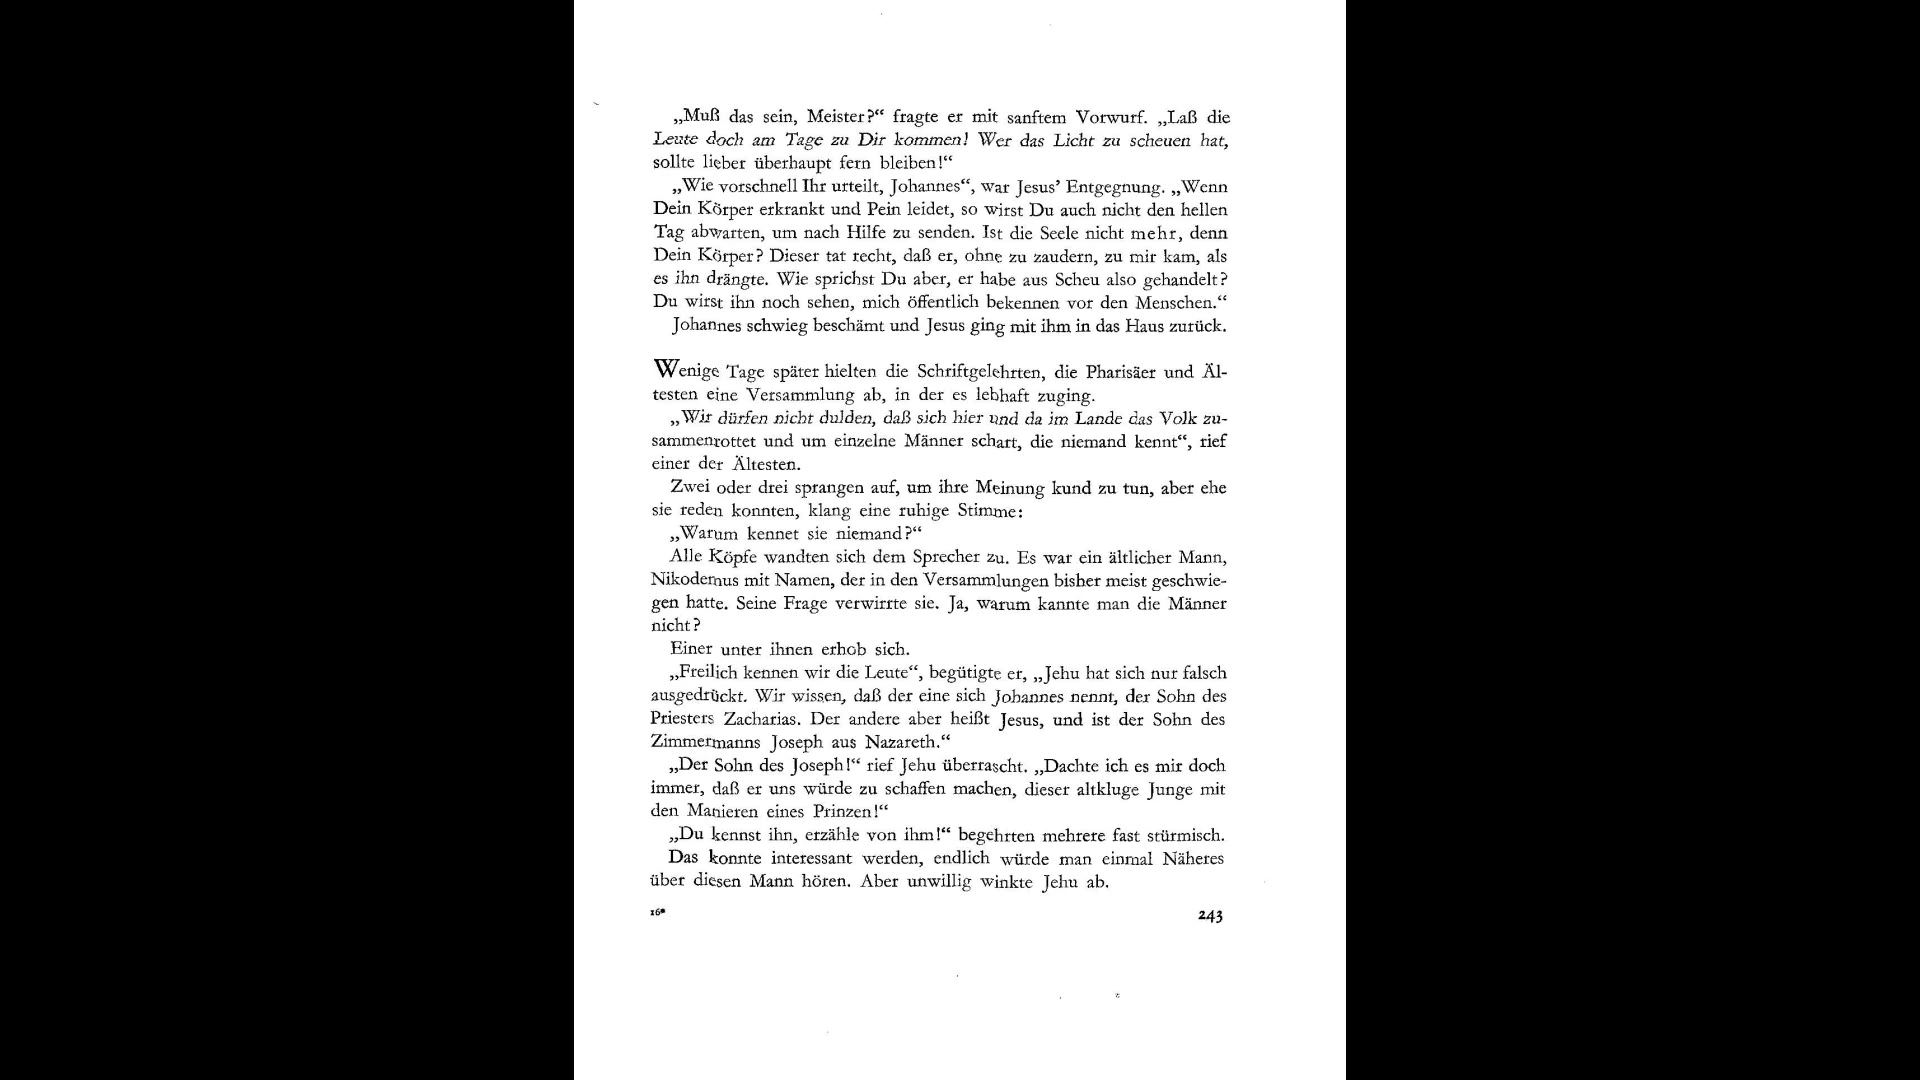 „Muß das sein, Meister?“ fragte er mit sanftem Vorwurf. „Laß die
Leute doch am Tage zu Dir kommen! Wer das Licht zu scheuen hat,
sollte lieber überhaupt fern bleiben!“
„Wie vorschnell Ihr urteilt, Johannes“, war Jesus’ Entgegnung. „Wenn
Dein Körper erkrankt und Pein leidet, so wirst Du auch nicht den hellen
Tag abwarten, um nach Hilfe zu senden. Ist die Seele nicht mehr, denn
Dein Körper? Dieser tat recht, daß er, ohne zu zaudern, zu mir kam, als
es ihn drängte. Wie sprichst Du aber, er habe aus Scheu also gehandelt?
Du wirst ihn noch sehen, mich öffentlich bekennen vor den Menschen.“
Johannes schwieg beschämt und Jesus ging mit ihm in das Haus zurück.
Wenige Tage später hielten die Schriftgelehrten, die Pharisäer und Äl-
testen eine Versammlung ab, in der es lebhaft zuging.
„Wir dürfen nicht dulden, daß sich hier und da im Lande das Volk zu-
sammenrottet und um einzelne Männer schart, die niemand kennt“, rief
einer der Ältesten.
Zwei oder drei sprangen auf, um ihre Meinung kund zu tun, aber ehe
sie reden konnten, klang eine ruhige Stimme:
„Warum kennet sie niemand?“
Alle Köpfe wandten sich dem Sprecher zu. Es war ein ältlicher Mann,
Nikodemus mit Namen, der in den Versammlungen bisher meist geschwie-
gen hatte. Seine Frage verwirrte sie. Ja, warum kannte man die Männer
nicht?
Einer unter ihnen erhob sich.
„Freilich kennen wir die Leute“, begütigte er, „Jehu hat sich nur falsch
ausgedrückt. Wir wissen, daß der eine sich Johannes nennt, der Sohn des
Priesters Zacharias. Der andere aber heißt Jesus, und ist der Sohn des
Zimmermanns Joseph aus Nazareth.“
„Der Sohn des Joseph!“ rief Jehu überrascht. „Dachte ich es mir doch
immer, daß er uns würde zu schaffen machen, dieser altkluge Junge mit
den Manieren eines Prinzen!“
„Du kennst ihn, erzähle von ihm!“ begehrten mehrere fast stürmisch.
Das konnte interessant werden, endlich würde man einmal Näheres
über diesen Mann hören. Aber unwillig winkte Jehu ab.
16* 243